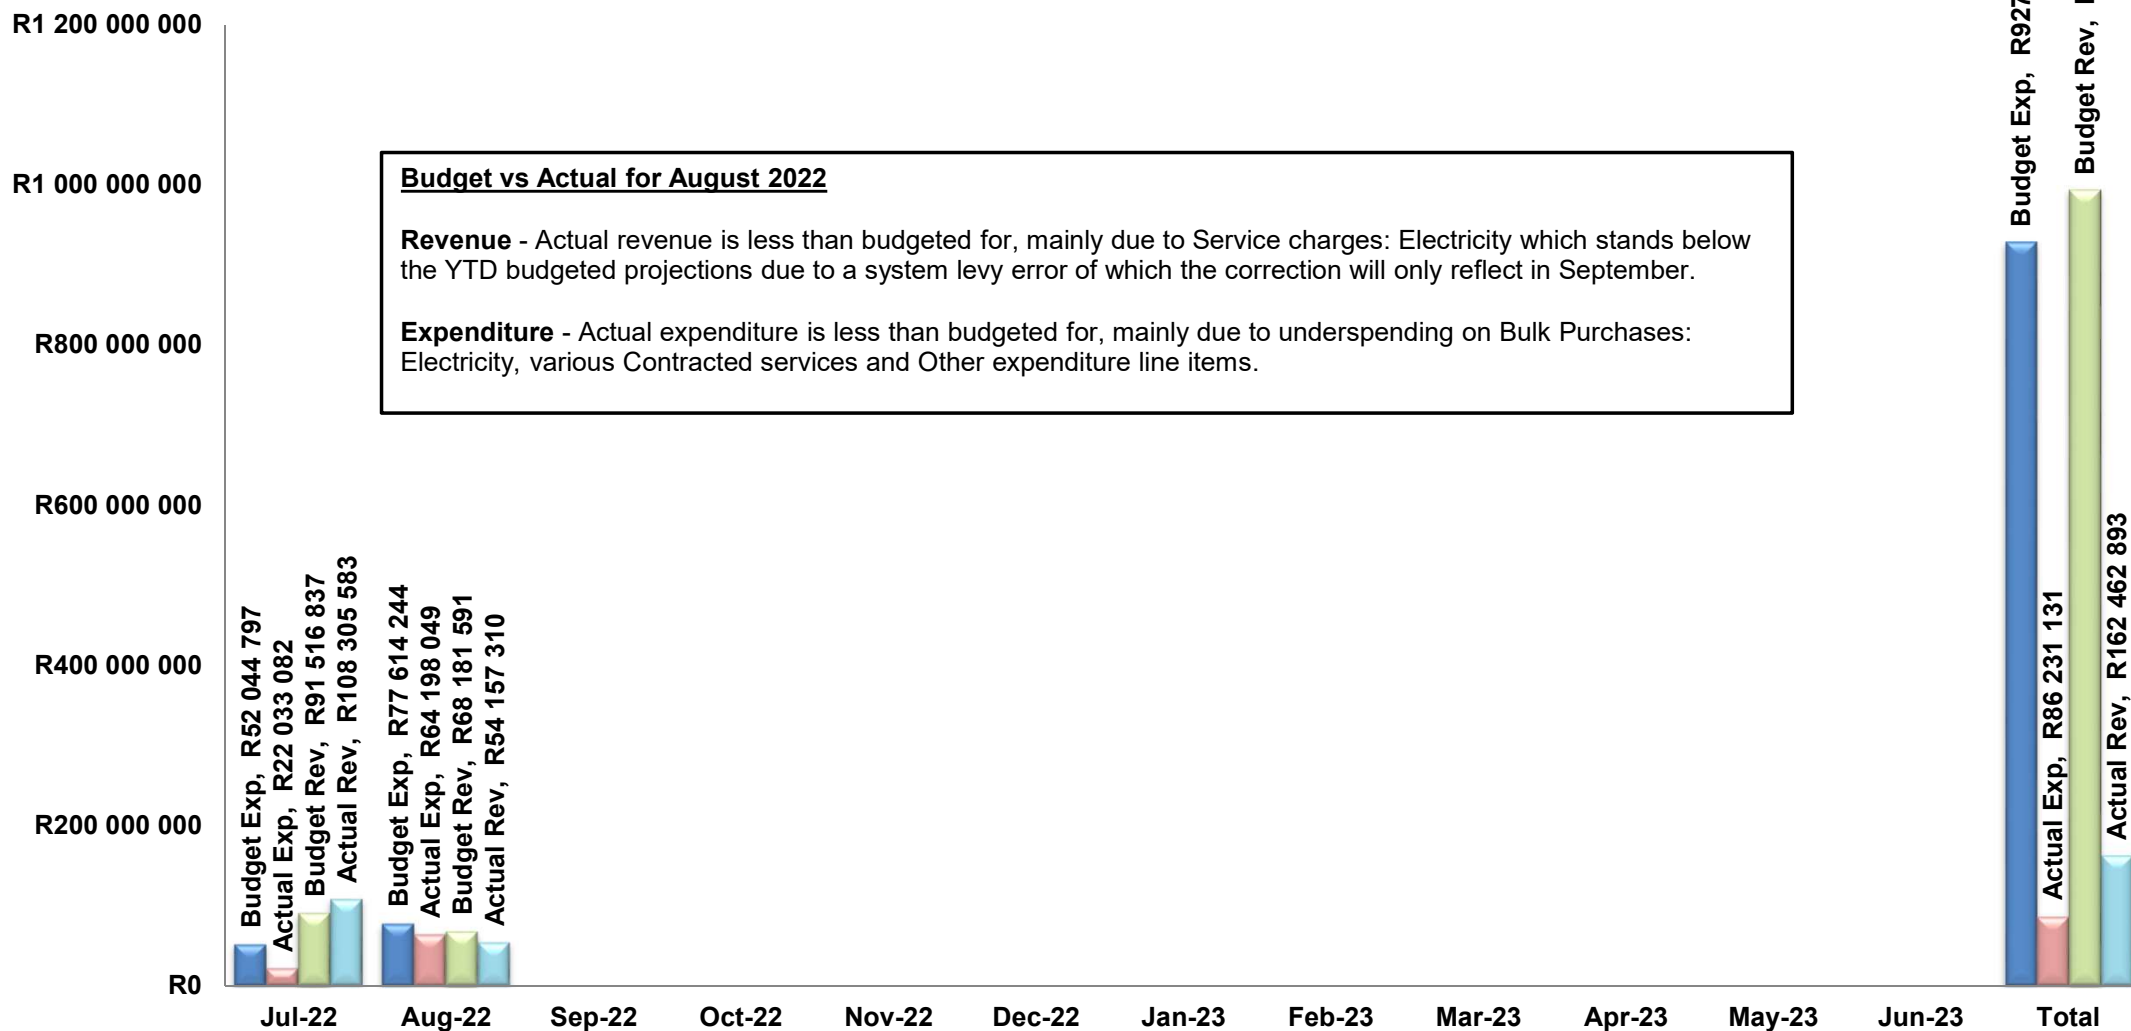 R1 200 000 000
R1 000 000 000
R800 000 000
R600 000 000
R400 000 000
R200 000 000
R0
Budget vs Actual for August 2022
Revenue - Actual revenue is less than budgeted for, mainly due to Service charges: Electricity which stands below
the YTD budgeted projections due to a system levy error of which the correction will only reflect in September.
Expenditure - Actual expenditure is less than budgeted for, mainly due to underspending on Bulk Purchases:
Electricity, various Contracted services and Other expenditure line items.
Budget Exp, R52 044 797
Actual Exp, R22 033 082
Budget Rev, R91 516 837
Actual Rev, R108 305 583
Budget Exp, R77 614 244
Actual Exp, R64 198 049
Budget Rev, R68 181 591
Actual Rev, R54 157 310
Budget Exp, R927
Actual Exp, R86 231 131
Budget Rev,
Actual Rev, R162 462 893
Jul-22
Aug-22
Sep-22
Oct-22
Nov-22
Dec-22
Jan-23
Feb-23
Mar-23
Apr-23
May-23
Jun-23
Total